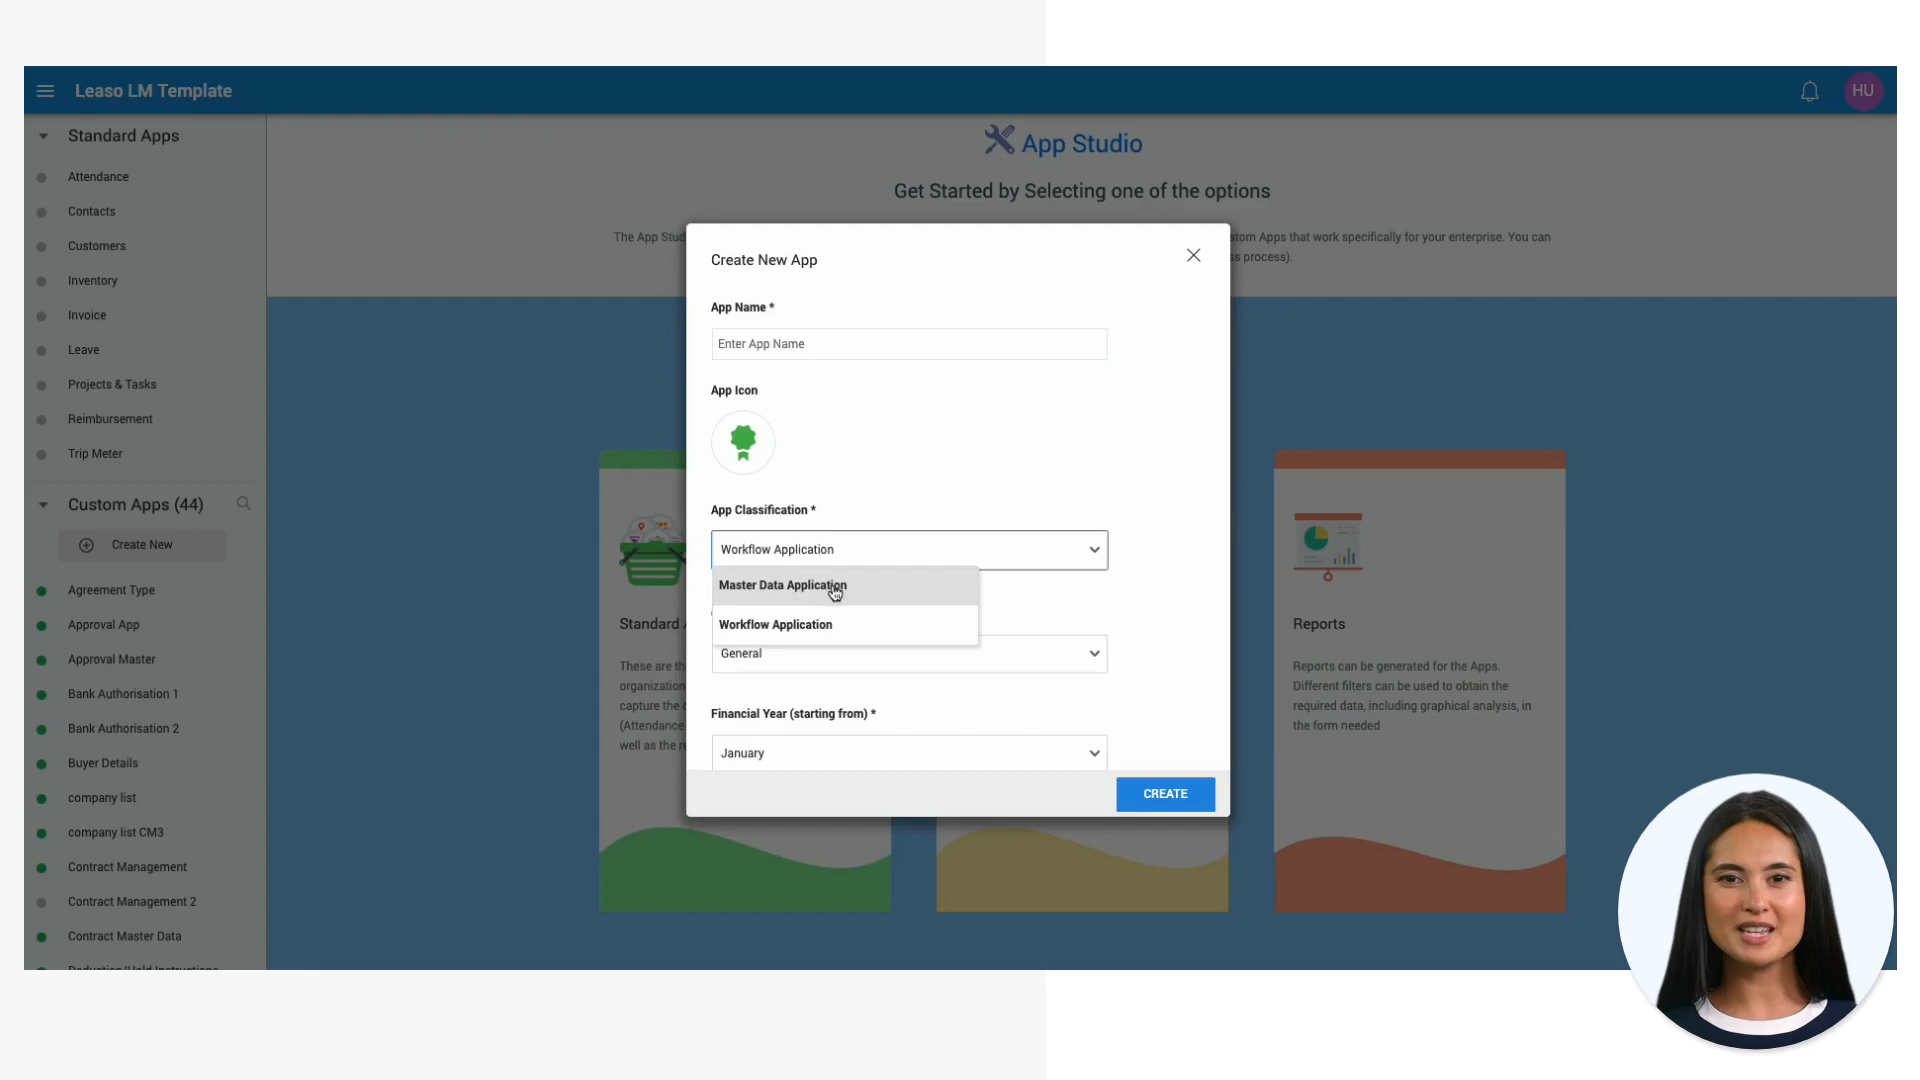 Leaso LM Template
HU
Standard Apps
Attendance
Contacts
Customers
Inventory
Invoice
Leave
Projects & Tasks
Reimbursement
Trip Meter
Custom Apps (44)
Create New
Agreement Type
Approval App
Approval Master
Bank Authorisation 1
Bank Authorisation 2
Buyer Details
company list
company list CM3
Contract Management
Contract Management 2
Contract Master Data
App Studio
Get Started by Selecting one of the options
The App Stud
stom Apps that work specifically for your enterprise. You can
ss process).
Create New App
App Name *
Enter App Name
App Icon
App Classification *
Workflow Application
Master Data Application
Workflow Application
General
Financial Year (starting from) *
January
CREATE
Standard A
These are th
organization
capture the d
(Attendance
well as the re
Reports
Reports can be generated for the Apps.
Different filters can be used to obtain the
required data, including graphical analysis, in
the form needed